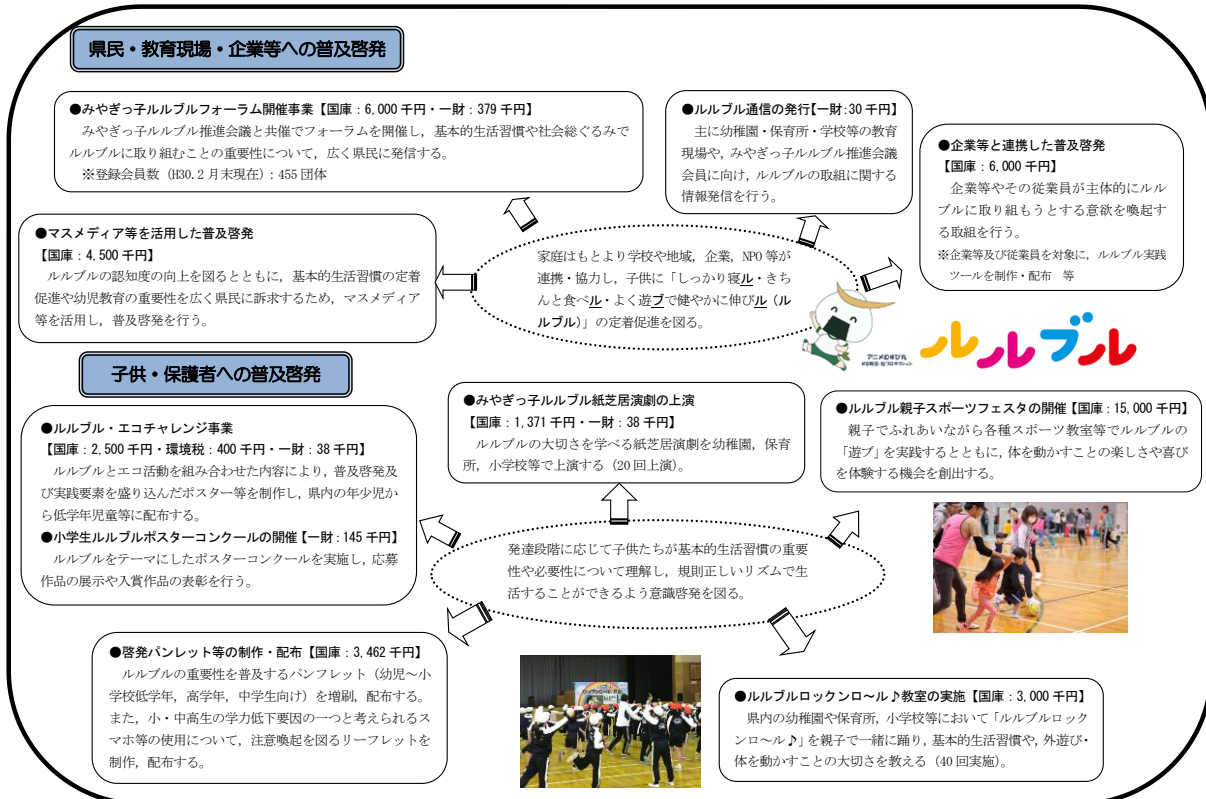 県民・教育現場・企業等への普及啓発
●みやぎっ子ルルブルフォーラム開催事業【国庫：6,000 千円・一財：379 千円】
みやぎっ子ルルブル推進会議と共催でフォーラムを開催し，基本的生活習慣や社会総ぐるみで
ルルブルに取り組むことの重要性について，広く県民に発信する。
※登録会員数（H30.2 月末現在）：455 団体
●ルルブル通信の発行【一財：30 千円】
主に幼稚園・保育所・学校等の教育
現場や，みやぎっ子ルルブル推進会議
会員に向け，ルルブルの取組に関する
情報発信を行う。
●企業等と連携した普及啓発
【国庫：6,000 千円】
企業等やその従業員が主体的にルル
ブルに取り組もうとする意欲を喚起す
る取組を行う。
※企業等及び従業員を対象に，ルルブル実践
ツールを制作・配布　等
●マスメディア等を活用した普及啓発
【国庫：4,500 千円】
ルルブルの認知度の向上を図るとともに，基本的生活習慣の定着
促進や幼児教育の重要性を広く県民に訴求するため，マスメディア
等を活用し，普及啓発を行う。
家庭はもとより学校や地域，企業，NPO 等が
連携・協力し，子供に「しっかり寝ル・きち
んと食べル・よく遊ブで健やかに伸びル（ル
ルブル）」の定着促進を図る。
アニメむすび丸
ルルブル
子供・保護者への普及啓発
●ルルブル・エコチャレンジ事業
【国庫：2,500 千円・環境税：400 千円・一財：38 千円】
ルルブルとエコ活動を組み合わせた内容により，普及啓発及
び実践要素を盛り込んだポスター等を制作し，県内の年少児か
ら低学年児童等に配布する。
●小学生ルルブルポスターコンクールの開催【一財：145 千円】
ルルブルをテーマにしたポスターコンクールを実施し，応募
作品の展示や入賞作品の表彰を行う。
●みやぎっ子ルルブル紙芝居演劇の上演
【国庫：1,371 千円・一財：38 千円】
ルルブルの大切さを学べる紙芝居演劇を幼稚園，保育
所，小学校等で上演する（20 回上演）。
●ルルブル親子スポーツフェスタの開催【国庫：15,000 千円】
親子でふれあいながら各種スポーツ教室等でルルブルの
「遊ブ」を実践するとともに，体を動かすことの楽しさや喜び
を体験する機会を創出する。
発達段階に応じて子供たちが基本的生活習慣の重要
性や必要性について理解し，規則正しいリズムで生
活することができるよう意識啓発を図る。
●啓発パンレット等の制作・配布【国庫：3,462 千円】
ルルブルの重要性を普及するパンフレット（幼児～小
学校低学年，高学年，中学生向け）を増刷，配布する。
また，小・中高生の学力低下要因の一つと考えられるス
マホ等の使用について，注意喚起を図るリーフレットを
制作，配布する。
●ルルブルロックンロ～ル♪教室の実施【国庫：3,000 千円】
県内の幼稚園や保育所，小学校等において「ルルブルロック
ンロ～ル♪」を親子で一緒に踊り，基本的生活習慣や，外遊び・
体を動かすことの大切さを教える（40 回実施）。